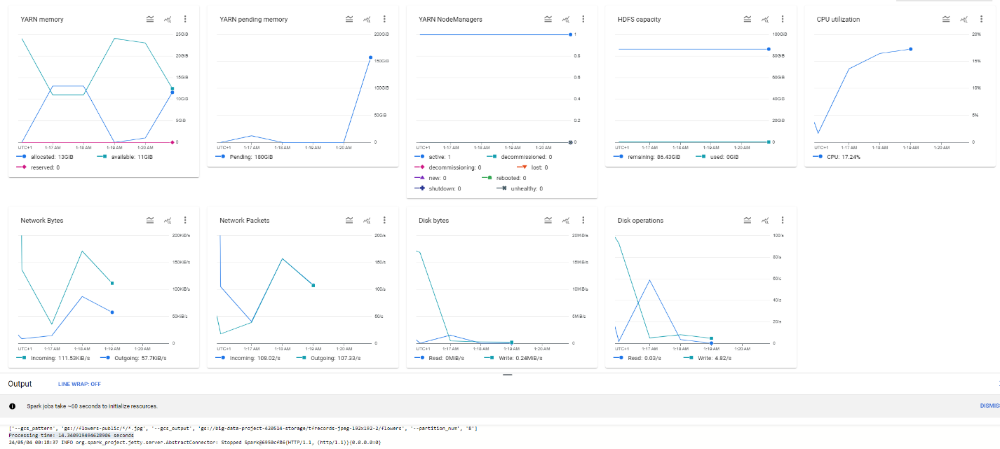 YARN memory
25GiB
20GiB
15GiB
10GiB
5GiB
0
UTC+1 1:17 AM 1:18 AM 1:19 AM 1:20 AM
allocated: 13GiB available: 11GiB
reserved: 0
YARN pending memory
200GiB
150GiB
100GiB
50GiB
0
UTC+1 1:17 AM 1:18 AM 1:19 AM 1:20 AM
Pending: 180GiB
YARN NodeManagers
1
0.8
0.6
0.4
0.2
0
UTC+1 1:17 AM 1:18 AM 1:19 AM 1:20 AM
active: 1 decommissioned: 0
decommissioning: 0 lost: 0
new: 0 rebooted: 0
shutdown: 0 unhealthy: 0
HDFS capacity
100GiB
80GiB
60GiB
40GiB
20GiB
0
UTC+1 1:17 AM 1:18 AM 1:19 AM 1:20 AM
remaining: 86.43GiB used: 0GiB
CPU utilization
20%
15%
10%
5%
0
UTC+1 1:17 AM 1:18 AM 1:19 AM 1:20 AM
CPU: 17.24%
Network Bytes
200KiB/s
150KiB/s
100KiB/s
50KiB/s
0
UTC+1 1:17 AM 1:18 AM 1:19 AM 1:20 AM
Incoming: 111.53KiB/s Outgoing: 57.7KiB/s
Network Packets
200/s
150/s
100/s
50/s
0
UTC+1 1:17 AM 1:18 AM 1:19 AM 1:20 AM
Incoming: 108.02/s Outgoing: 107.33/s
Disk bytes
20MiB/s
15MiB/s
10MiB/s
5MiB/s
0
UTC+1 1:17 AM 1:18 AM 1:19 AM 1:20 AM
Read: 0MiB/s Write: 0.24MiB/s
Disk operations
100/s
80/s
60/s
40/s
20/s
0
UTC+1 1:17 AM 1:18 AM 1:19 AM 1:20 AM
Read: 0.03/s Write: 4.82/s
Output LINE WRAP: OFF
Spark jobs take ~60 seconds to initialize resources. DISMIS
['--gcs_pattern', 'gs://flowers-public/*/*.jpg', '--gcs_output', 'gs://big-data-project-420514-storage/tfrecords-jpeg-192x192-2/flowers', '--partition_num', '8']
Processing time: 14.340919494628906 seconds
24/05/04 00:18:37 INFO org.spark_project.jetty.server.AbstractConnector: Stopped Spark@6950cf86{HTTP/1.1, (http/1.1)}{0.0.0.0:0}